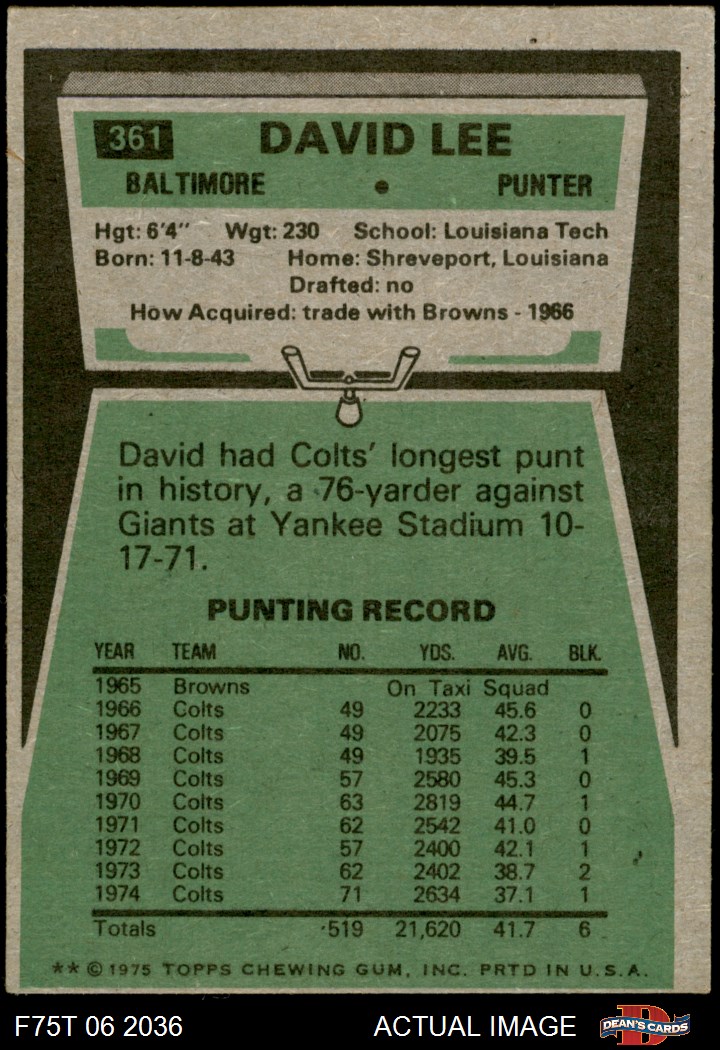 361 DAVID LEE
BALTIMORE • PUNTER
Hgt: 6'4" Wgt: 230 School: Louisiana Tech
Born: 11-8-43 Home: Shreveport, Louisiana
Drafted: no
How Acquired: trade with Browns - 1966
David had Colts' longest punt
in history, a 76-yarder against
Giants at Yankee Stadium 10-
17-71.
PUNTING RECORD
YEAR TEAM NO. YDS. AVG. BLK.
1965 Browns On Taxi Squad
1966 Colts 49 2233 45.6 0
1967 Colts 49 2075 42.3 0
1968 Colts 49 1935 39.5 1
1969 Colts 57 2580 45.3 0
1970 Colts 63 2819 44.7 1
1971 Colts 62 2542 41.0 0
1972 Colts 57 2400 42.1 1
1973 Colts 62 2402 38.7 2
1974 Colts 71 2634 37.1 1
Totals 519 21,620 41.7 6
** © 1975 TOPPS CHEWING GUM, INC. PRTD IN U.S.A.
F75T 06 2036 ACTUAL IMAGE D DEAN'S CARDS